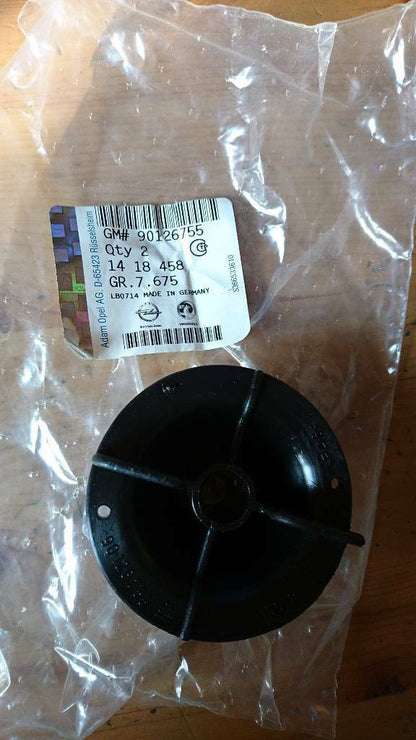 GM# 90126755
Qty 2
14 18 458
GR.7.675
LB0714 MADE IN GERMANY
Adam Opel AG D-65423 Rüsselsheim